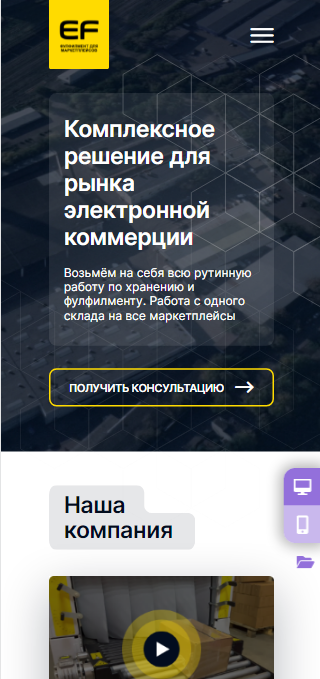 EF
ФУЛФИЛМЕНТ ДЛЯ
МАРКЕТПЛЕЙСОВ
Комплексное
решение для
рынка
электронной
коммерции
Возьмём на себя всю рутинную
работу по хранению и
фулфилменту. Работа с одного
склада на все маркетплейсы
ПОЛУЧИТЬ КОНСУЛЬТАЦИЮ
Наша
компания